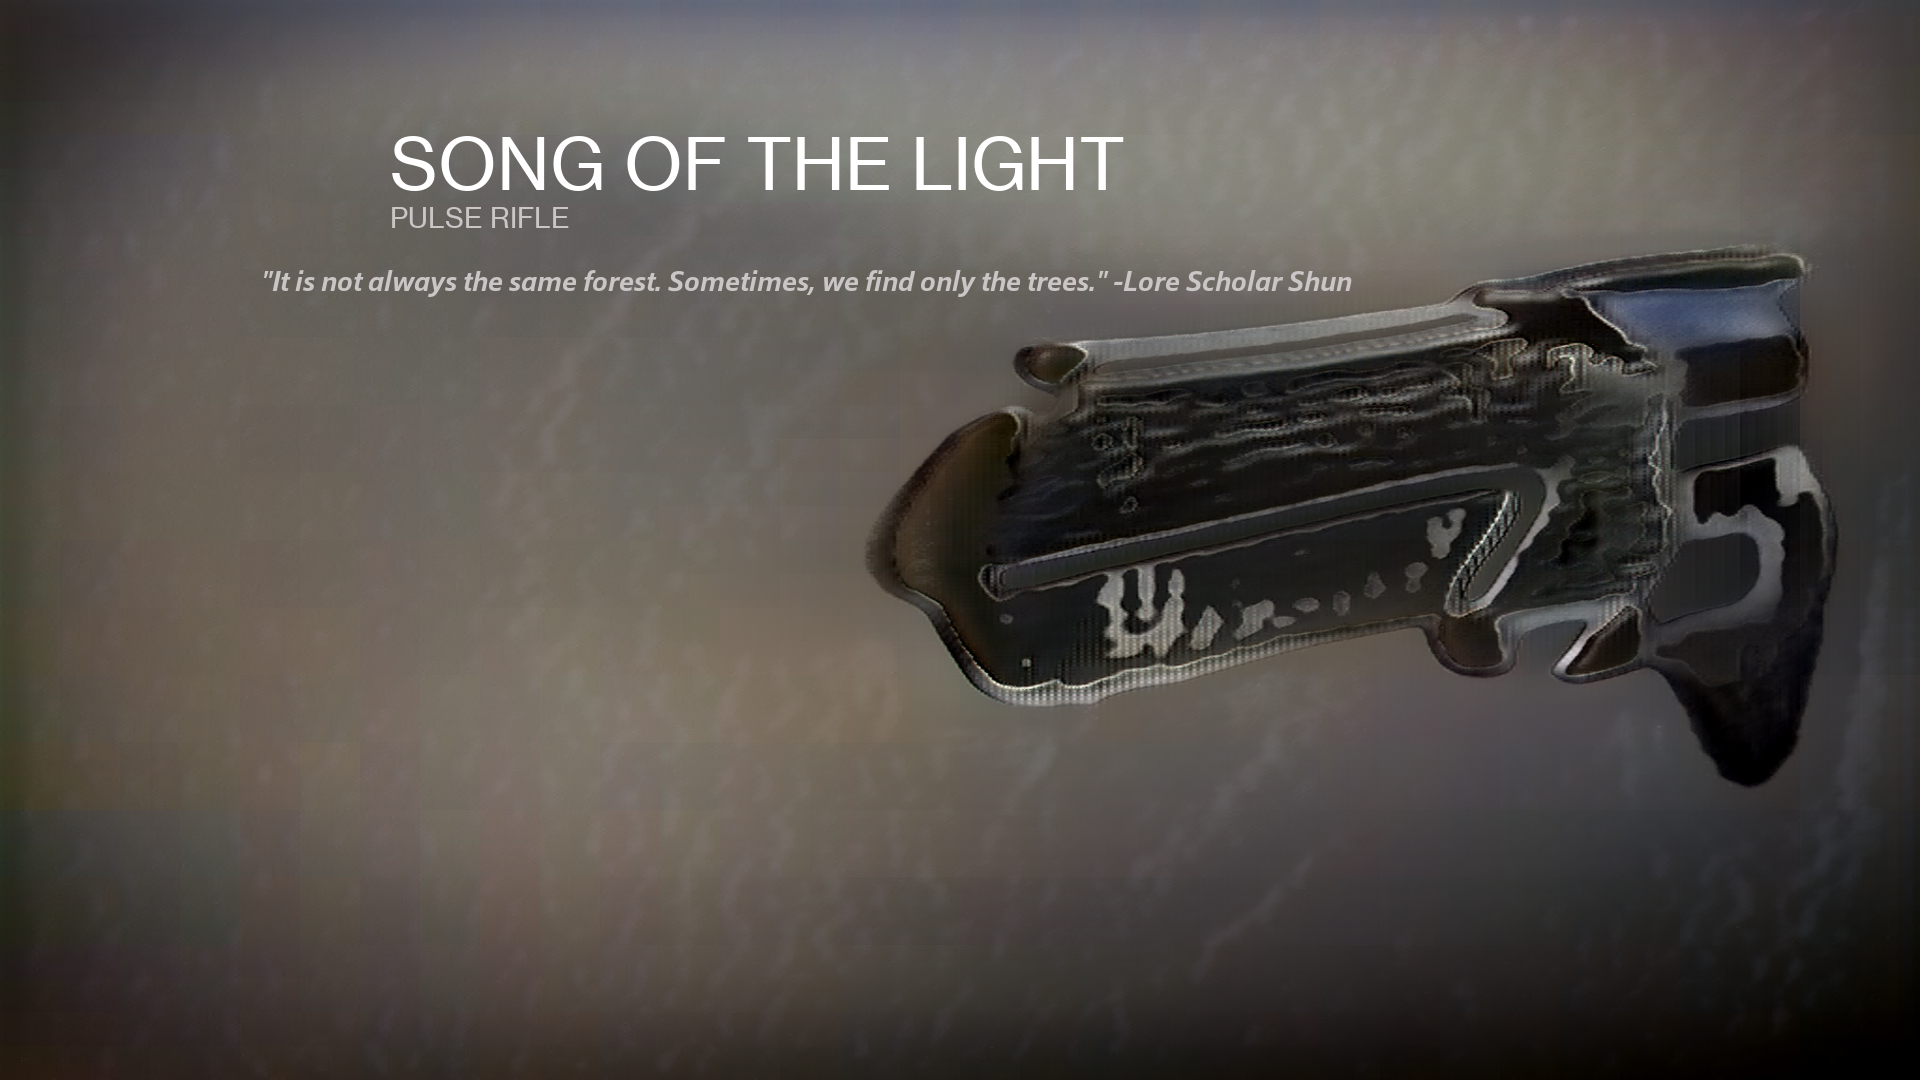 SONG OF THE LIGHT
PULSE RIFLE
"It is not always the same forest. Sometimes, we find only the trees." -Lore Scholar Shun